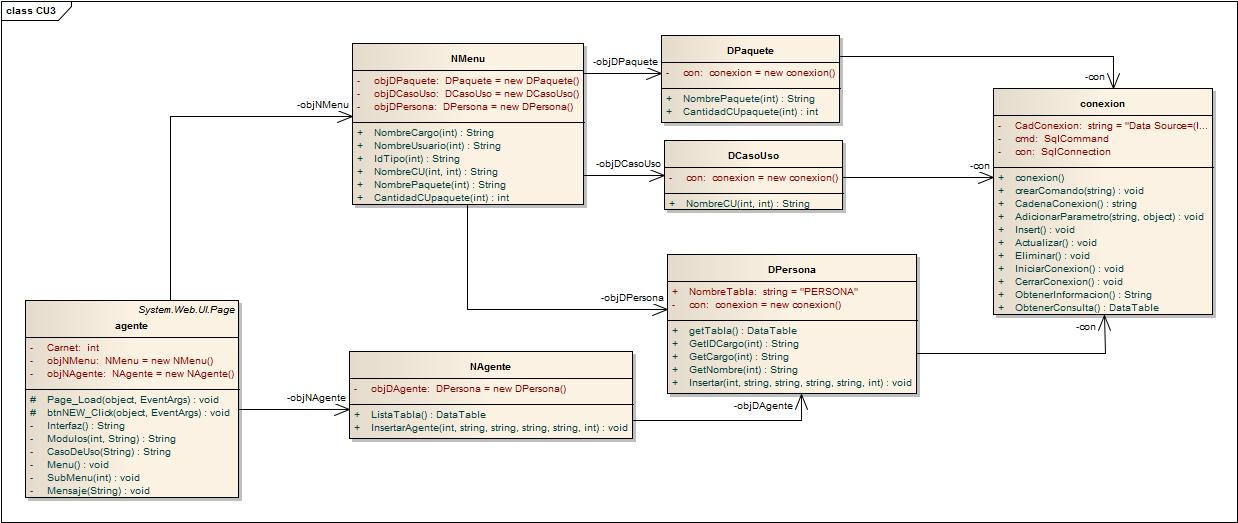 class CU3
NMenu
- objDPaquete: DPaquete = new DPaquete()
- objDCasoUso: DCasoUso = new DCasoUso()
- objDPersona: DPersona = new DPersona()
+ NombreCargo(int) : String
+ NombreUsuario(int) : String
+ IdTipo(int) : String
+ NombreCU(int, int) : String
+ NombrePaquete(int) : String
+ CantidadCUpaquete(int) : int
-objDPaquete
-objDCasoUso
-objDPersona
-objNMenu
DPaquete
- con: conexion = new conexion()
+ NombrePaquete(int) : String
+ CantidadCUpaquete(int) : int
-con
DCasoUso
- con: conexion = new conexion()
+ NombreCU(int, int) : String
-con
conexion
- CadConexion: string = "Data Source=(l...
- cmd: SqlCommand
- con: SqlConnection
+ conexion()
+ crearComando(string) : void
+ CadenaConexion() : string
+ AdicionarParametro(string, object) : void
+ Insert() : void
+ Actualizar() : void
+ Eliminar() : void
+ IniciarConexion() : void
+ CerrarConexion() : void
+ ObtenerInformacion() : String
+ ObtenerConsulta() : DataTable
-con
DPersona
+ NombreTabla: string = "PERSONA"
- con: conexion = new conexion()
+ getTabla() : DataTable
+ GetIDCargo(int) : String
+ GetCargo(int) : String
+ GetNombre(int) : String
+ Insertar(int, string, string, string, string, int) : void
-objDAgente
System.Web.UI.Page
agente
- Carnet: int
- objNMenu: NMenu = new NMenu()
- objNAgente: NAgente = new NAgente()
# Page_Load(object, EventArgs) : void
# btnNEW_Click(object, EventArgs) : void
- Interfaz() : String
- Modulos(int, String) : String
- CasoDeUso(String) : String
- Menu() : void
- SubMenu(int) : void
- Mensaje(String) : void
-objNAgente
NAgente
- objDAgente: DPersona = new DPersona()
+ ListaTabla() : DataTable
+ InsertarAgente(int, string, string, string, string, int) : void